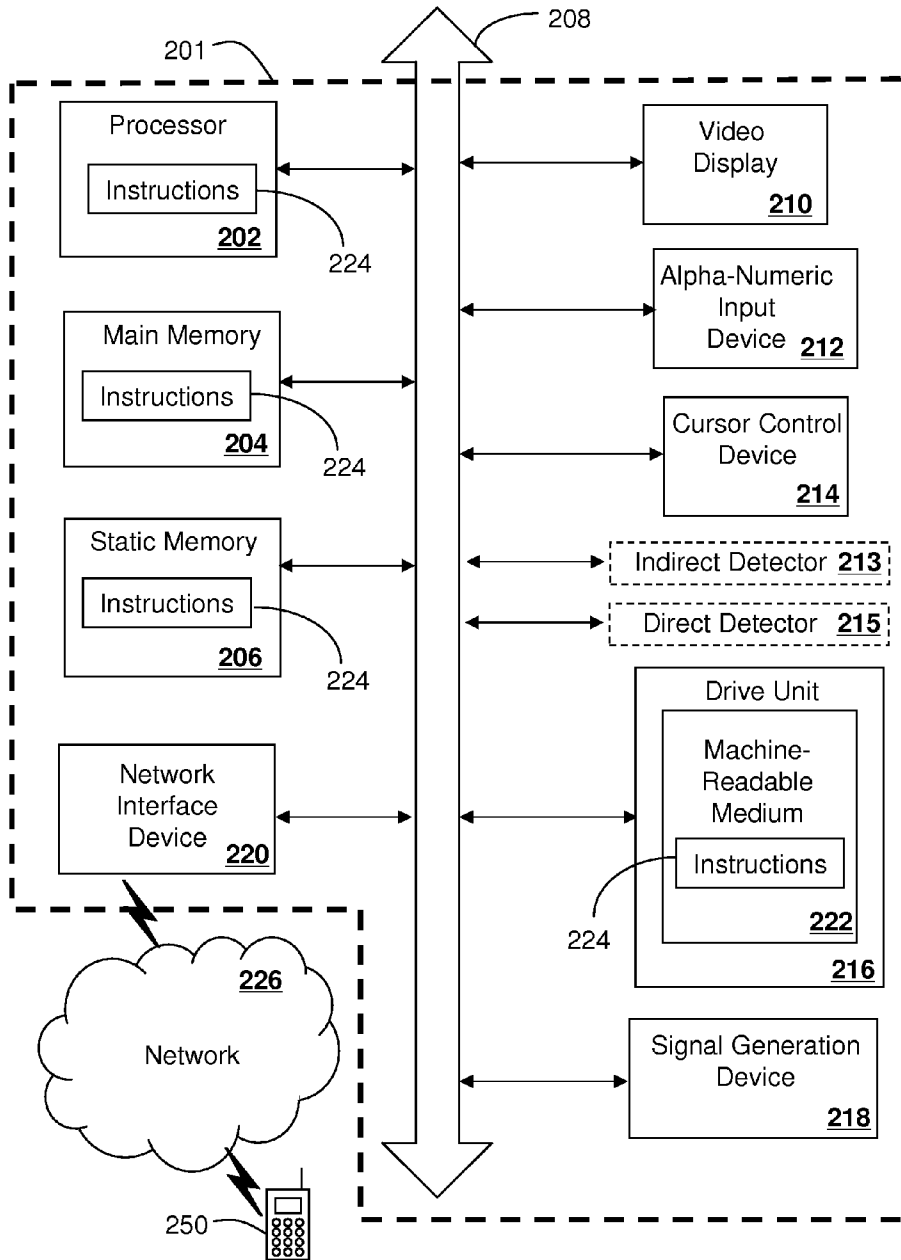 208
201
Processor
Instructions
202
224
Main Memory
Instructions
204
224
Static Memory
Instructions
206
224
Network
Interface
Device
220
226
Network
250
Video
Display
210
Alpha-Numeric
Input
Device
212
Cursor Control
Device
214
Indirect Detector 213
Direct Detector 215
Drive Unit
Machine-
Readable
Medium
Instructions
224
222
216
Signal Generation
Device
218